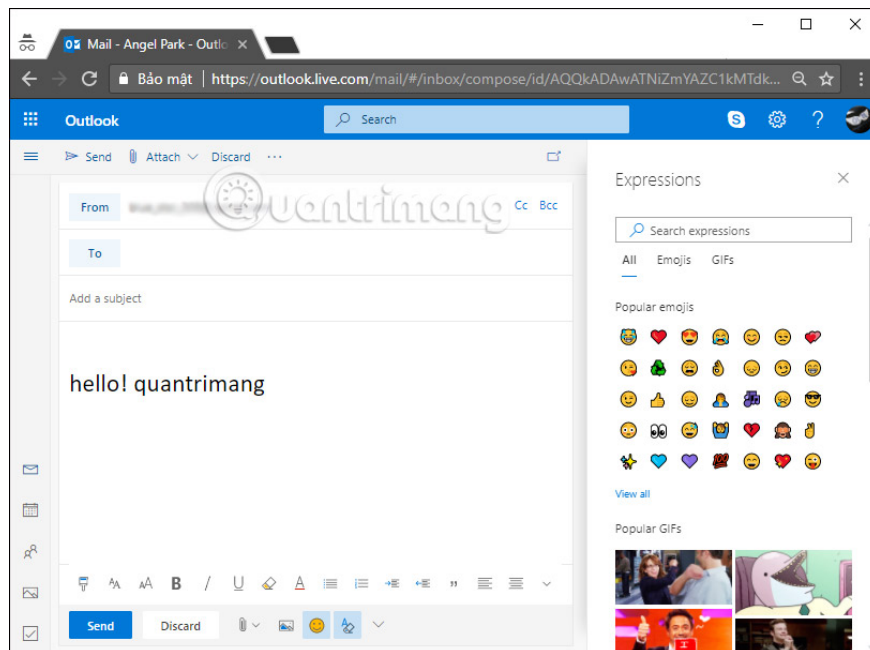 Mail - Angel Park - Outlo
Bảo mật | https://outlook.live.com/mail/#/inbox/compose/id/AQQkADAwATNiZmYAZC1kMTdk...
Outlook
Search
Send Attach Discard ...
Expressions
From
Quantrimang
Cc Bcc
Search expressions
To
All Emojis GIFs
Add a subject
Popular emojis
hello! quantrimang
View all
Popular GIFs
Send Discard